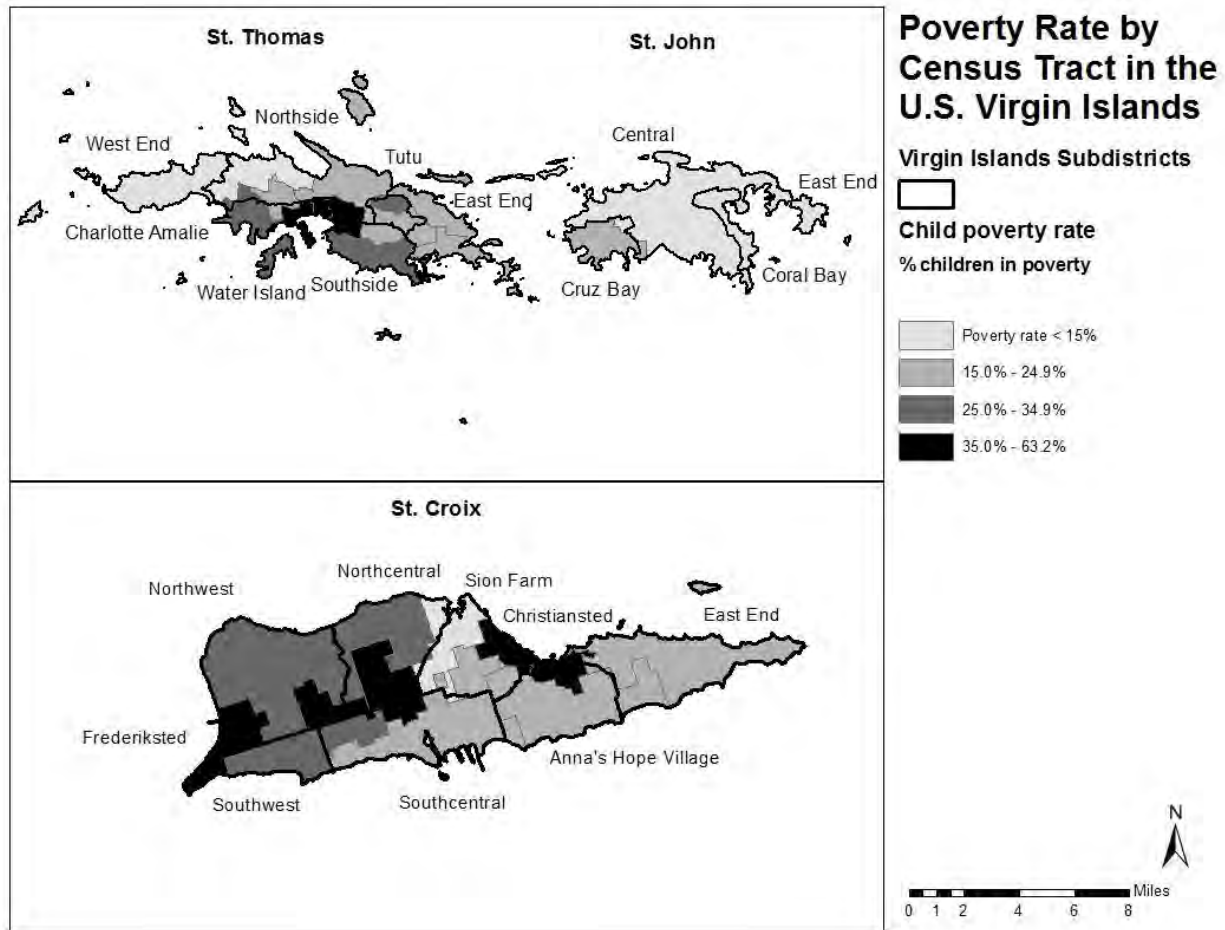 St. Thomas
St. John
Northside
West End
Tutu
East End
Charlotte Amalie
Water Island
Southside
Central
East End
Cruz Bay
Coral Bay
St. Croix
Northwest
Northcentral
Sion Farm
Christiansted
East End
Frederiksted
Anna's Hope Village
Southwest
Southcentral
Poverty Rate by
Census Tract in the
U.S. Virgin Islands
Virgin Islands Subdistricts
Child poverty rate
% children in poverty
Poverty rate < 15%
15.0% - 24.9%
25.0% - 34.9%
35.0% - 63.2%
N
Miles
0 1 2 4 6 8